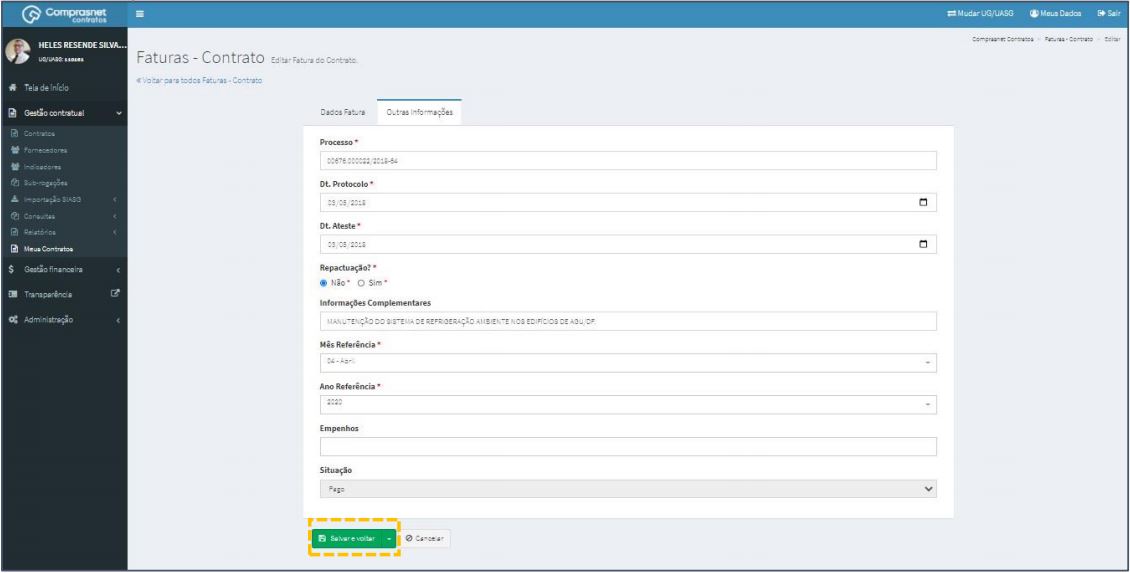 Comprasnet
contratos
Mudar UG/UASG
Meus Dados
Sair
HELES RESENDE SILVA...
UG/UASG:
Comprasnet Contratos - Faturas - Contrato - Editar
Faturas - Contrato Editar Fatura do Contrato.
« Voltar para todos Faturas - Contrato
Tela de Início
Gestão contratual
Contratos
Fornecedores
Indicadores
Sub-rogações
Importação SIASG
Consultas
Relatórios
Meus Contratos
Gestão financeira
Transparência
Administração
Dados Fatura
Outras Informações
Processo *
00676.000022/2018-64
Dt. Protocolo *
03/05/2018
Dt. Ateste *
03/05/2018
Repactuação? *
Não * Sim *
Informações Complementares
MANUTENÇÃO DO SISTEMA DE REFRIGERAÇÃO AMBIENTE NOS EDIFÍCIOS DE AGU/DF.
Mês Referência *
04 - Abril
Ano Referência *
2020
Empenhos
Situação
Pago
Salvar e voltar
Cancelar